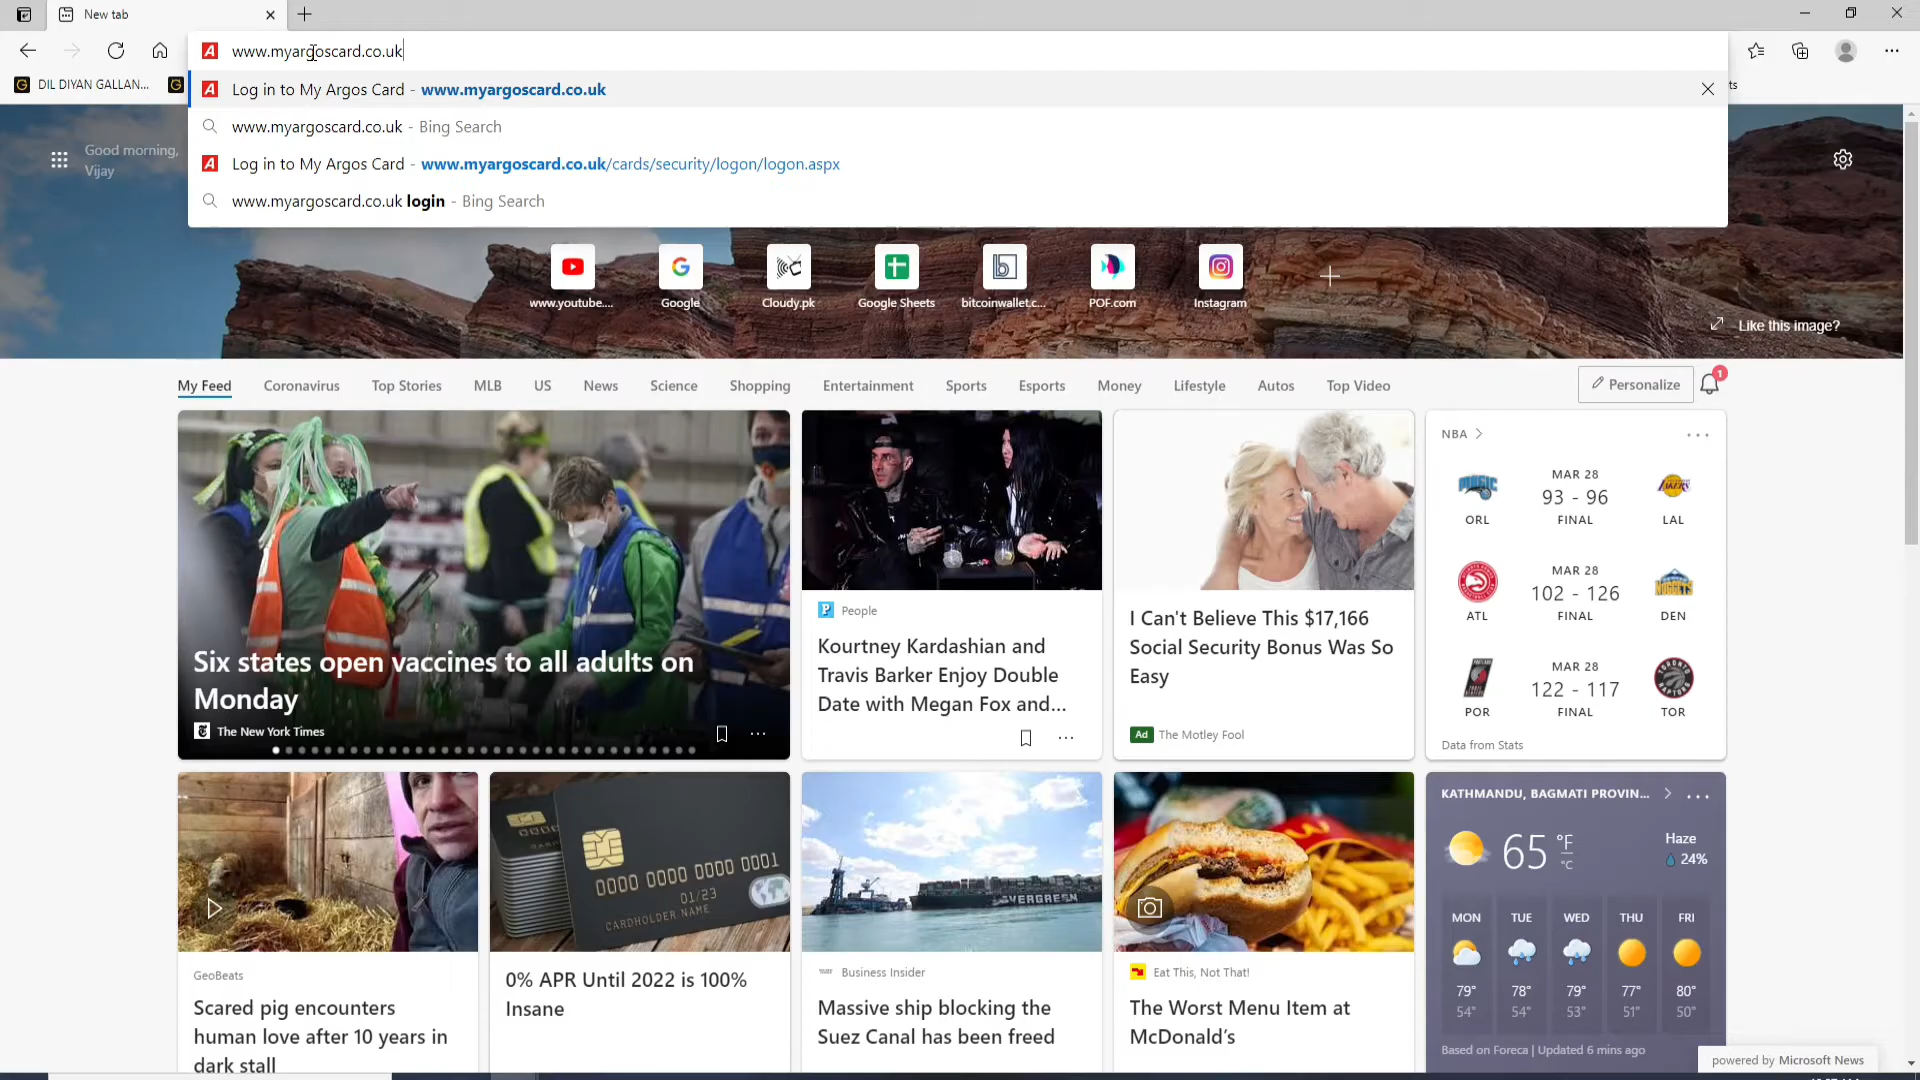 New tab
www.myargoscard.co.uk
DIL DIYAN GALLAN...
ts
Log in to My Argos Card - www.myargoscard.co.uk
www.myargoscard.co.uk - Bing Search
Log in to My Argos Card - www.myargoscard.co.uk/cards/security/logon/logon.aspx
www.myargoscard.co.uk login - Bing Search
Good morning,
Vijay
www.youtube....
Google
Cloudy.pk
Google Sheets
bitcoinwallet.c...
POF.com
Instagram
Like this image?
My Feed
Coronavirus
Top Stories
MLB
US
News
Science
Shopping
Entertainment
Sports
Esports
Money
Lifestyle
Autos
Top Video
Personalize
1
Six states open vaccines to all adults on
Monday
The New York Times
People
Kourtney Kardashian and
Travis Barker Enjoy Double
Date with Megan Fox and...
I Can't Believe This $17,166
Social Security Bonus Was So
Easy
Ad The Motley Fool
NBA
MAR 28
93 - 96
ORL FINAL LAL
MAR 28
102 - 126
ATL FINAL DEN
MAR 28
122 - 117
POR FINAL TOR
Data from Stats
GeoBeats
Scared pig encounters
human love after 10 years in
dark stall
0000 0000 0000 0001
01/23
CARDHOLDER NAME
0% APR Until 2022 is 100%
Insane
EVERGREEN
Business Insider
Massive ship blocking the
Suez Canal has been freed
Eat This, Not That!
The Worst Menu Item at
McDonald's
KATHMANDU, BAGMATI PROVIN...
65 °F
°C
Haze
24%
MON TUE WED THU FRI
79° 78° 79° 77° 80°
54° 54° 53° 51° 50°
Based on Foreca | Updated 6 mins ago
powered by Microsoft News